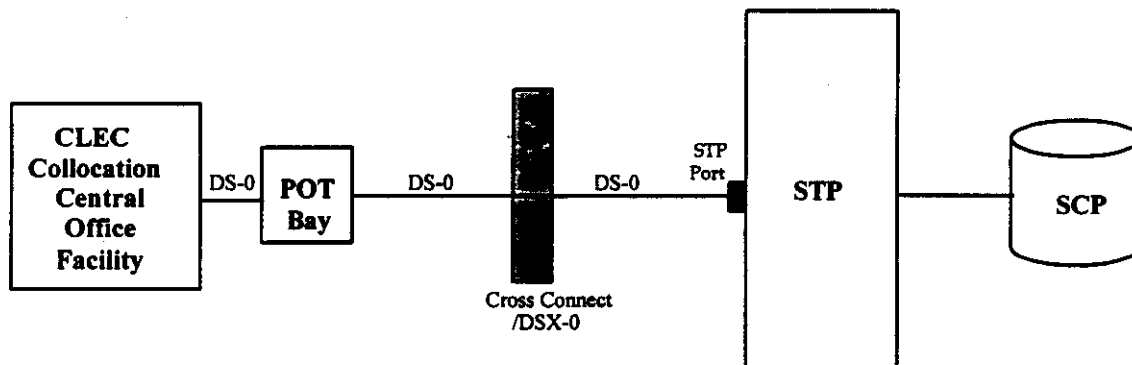 CLEC
Collocation
Central
Office
Facility
DS-0
POT
Bay
DS-0
Cross Connect
/DSX-0
DS-0
STP
Port
STP
SCP